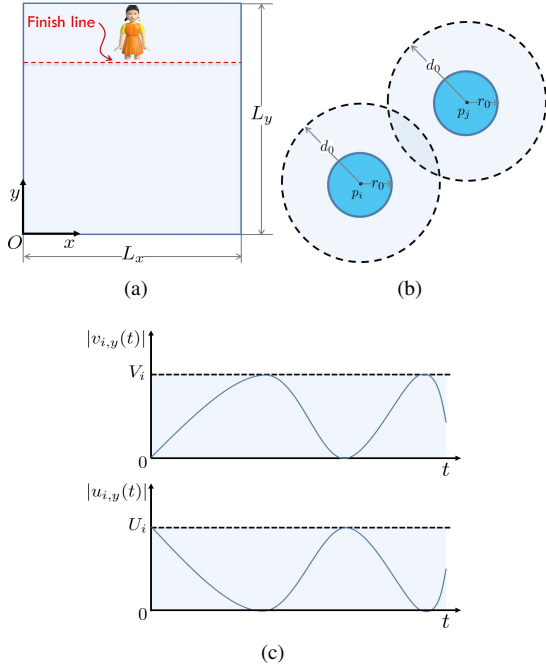 Finish line
L_y
y
O
x
L_x
(a)
d_0
r_0
p_j
d_0
r_0
p_i
(b)
|v_{i,y}(t)|
V_i
0
t
|u_{i,y}(t)|
U_i
0
t
(c)